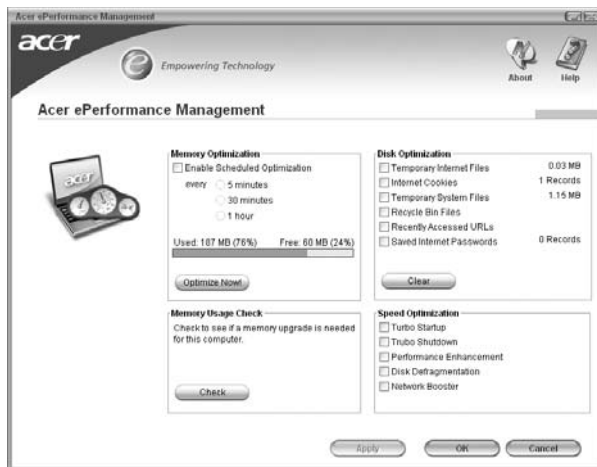 Acer ePerformance Management
acer
Empowering Technology
About
Help
Acer ePerformance Management
acer
Memory Optimization
Enable Scheduled Optimization
every
5 minutes
30 minutes
1 hour
Used: 187 MB (76%) Free: 60 MB (24%)
Optimize Now!
Disk Optimization
Temporary Internet Files 0.03 MB
Internet Cookies 1 Records
Temporary System Files 1.15 MB
Recycle Bin Files
Recently Accessed URLs
Saved Internet Passwords 0 Records
Clear
Memory Usage Check
Check to see if a memory upgrade is needed
for this computer.
Check
Speed Optimization
Turbo Startup
Trubo Shutdown
Performance Enhancement
Disk Defragmentation
Network Booster
Apply
OK
Cancel